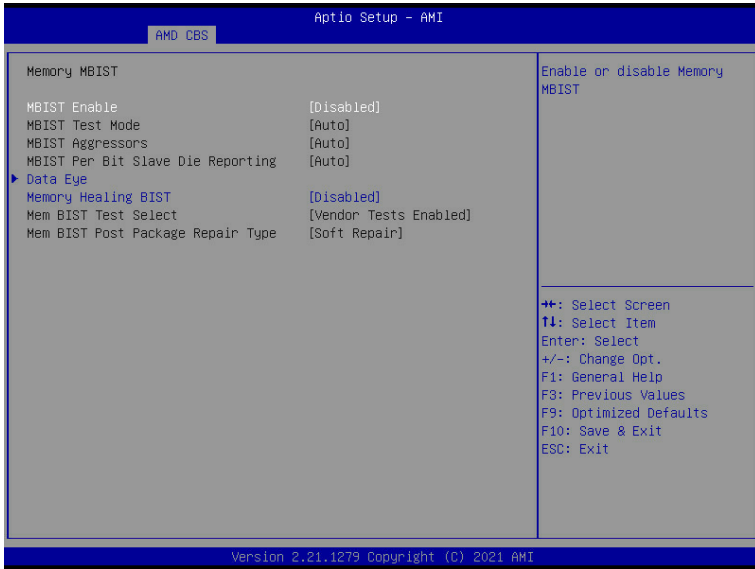 Aptio Setup - AMI
AMD CBS
Memory MBIST
MBIST Enable [Disabled]
MBIST Test Mode [Auto]
MBIST Aggressors [Auto]
MBIST Per Bit Slave Die Reporting [Auto]
▶ Data Eye
Memory Healing BIST [Disabled]
Mem BIST Test Select [Vendor Tests Enabled]
Mem BIST Post Package Repair Type [Soft Repair]
Enable or disable Memory
MBIST
→←: Select Screen
↑↓: Select Item
Enter: Select
+/-: Change Opt.
F1: General Help
F3: Previous Values
F9: Optimized Defaults
F10: Save & Exit
ESC: Exit
Version 2.21.1279 Copyright (C) 2021 AMI